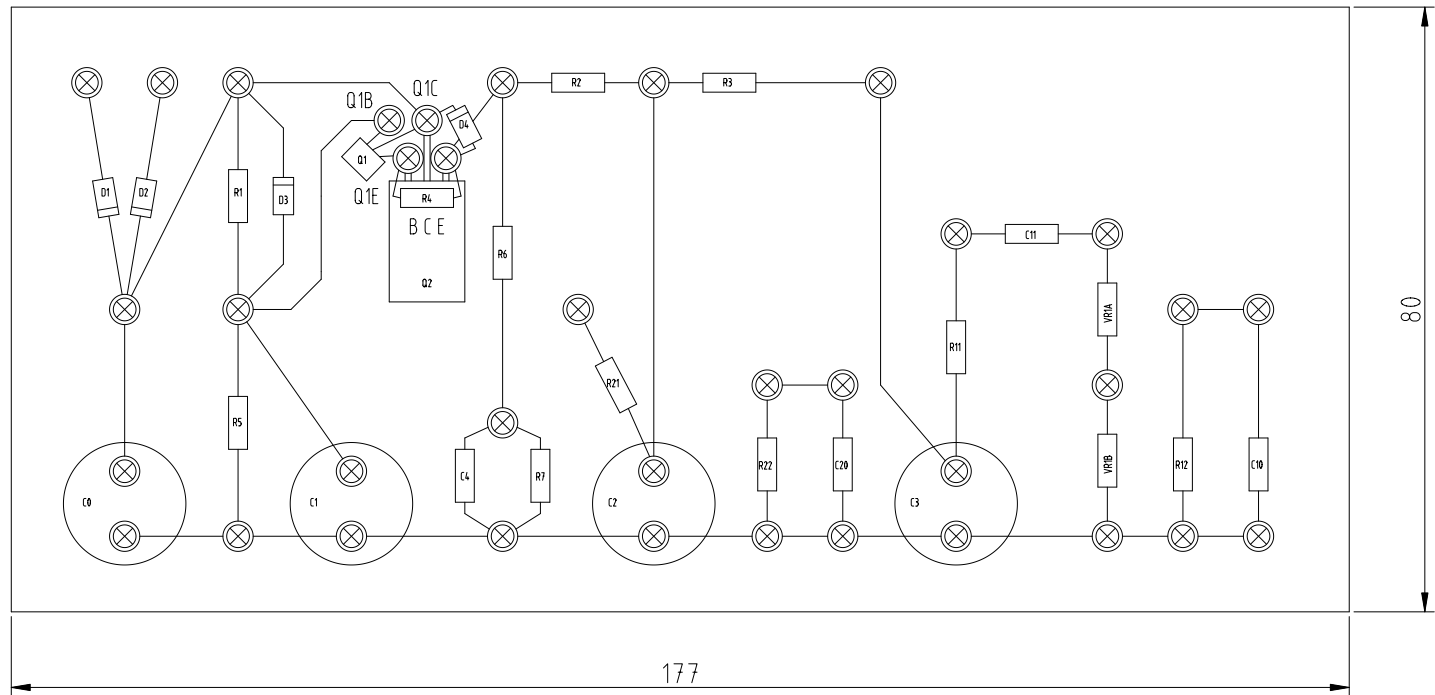 R2
R3
Q1C
Q1B
D4
Q1
D1
D2
R1
D3
Q1E
R4
B C E
C11
R6
Q2
VR1A
80
R11
R21
R5
C4
R7
R22
C20
VR1B
R12
C10
C0
C1
C2
C3
177